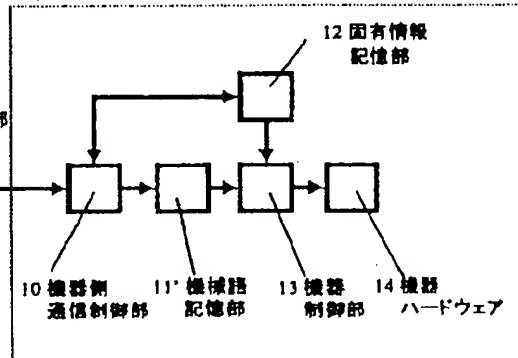 12 固有情報
記憶部
部
10 機器側
通信制御部
11' 機械語
記憶部
13 機器
制御部
14 機器
ハードウェア